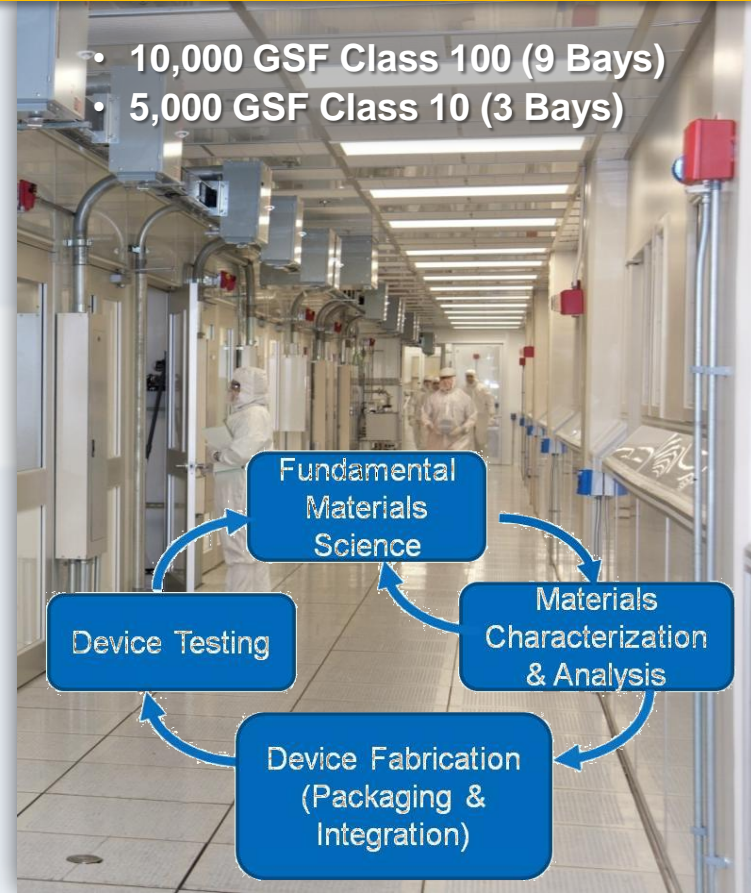 • 10,000 GSF Class 100 (9 Bays)
• 5,000 GSF Class 10 (3 Bays)
Fundamental
Materials
Science
Materials
Characterization
& Analysis
Device Testing
Device Fabrication
(Packaging &
Integration)